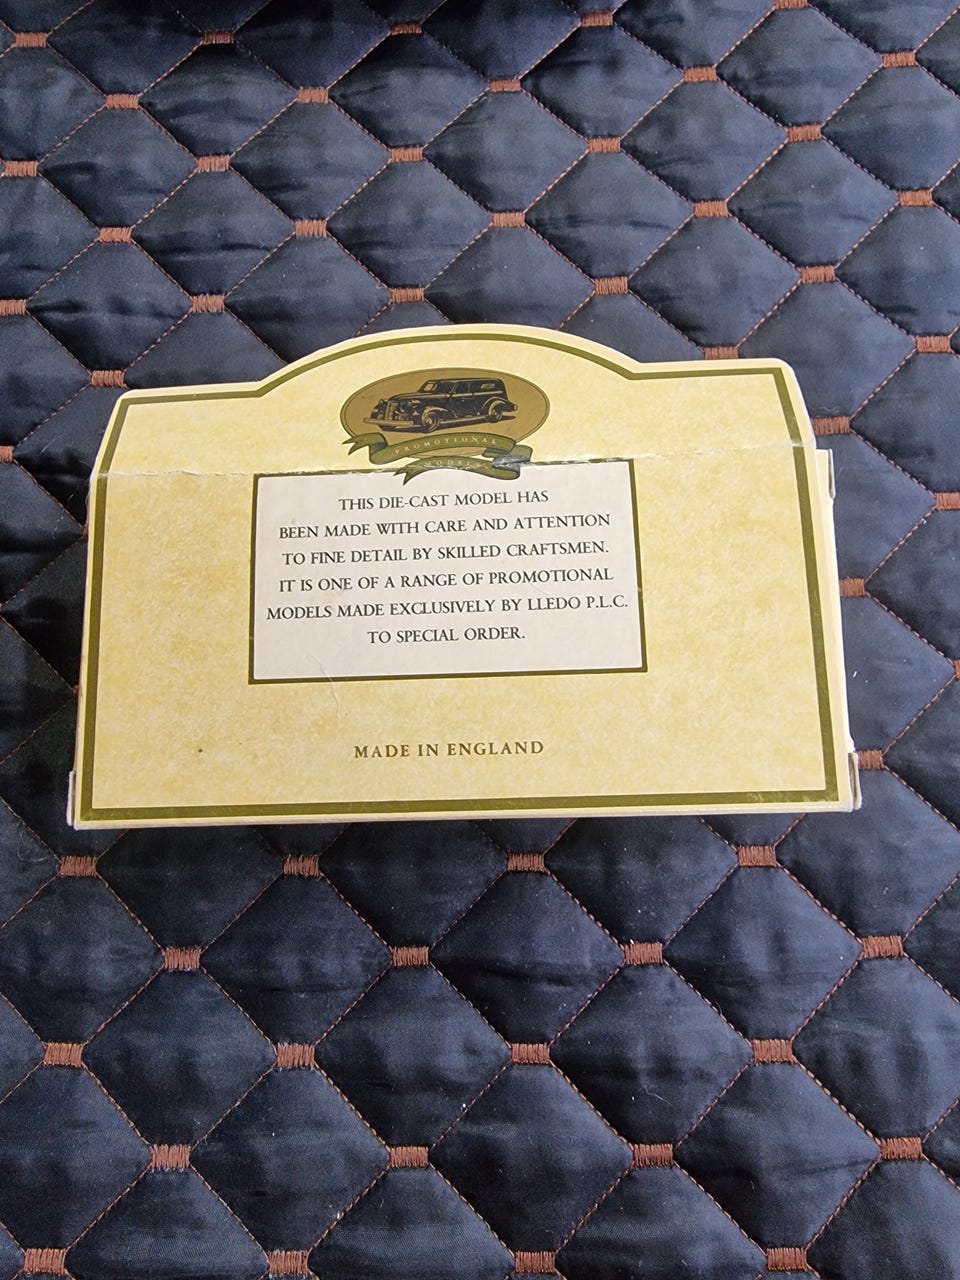 PROMOTIONAL
MODELS
THIS DIE-CAST MODEL HAS
BEEN MADE WITH CARE AND ATTENTION
TO FINE DETAIL BY SKILLED CRAFTSMEN.
IT IS ONE OF A RANGE OF PROMOTIONAL
MODELS MADE EXCLUSIVELY BY LLEDO P.L.C.
TO SPECIAL ORDER.
MADE IN ENGLAND